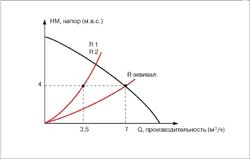 НМ, напор (м.в.с.)
R 1
R 2
R эквивал.
4
3.5
7
Q, производительность (м³/ч)